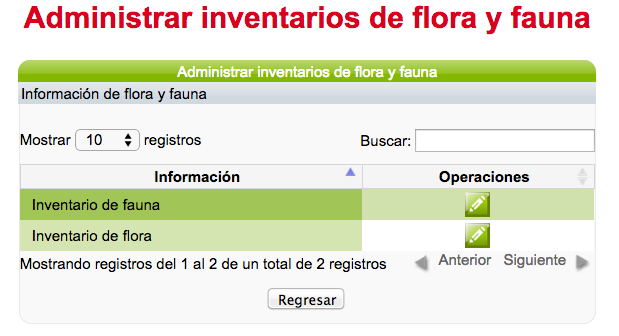 Administrar inventarios de flora y fauna
Administrar inventarios de flora y fauna
Información de flora y fauna
Mostrar 10 registros Buscar:
Información Operaciones
Inventario de fauna
Inventario de flora
Mostrando registros del 1 al 2 de un total de 2 registros Anterior Siguiente
Regresar